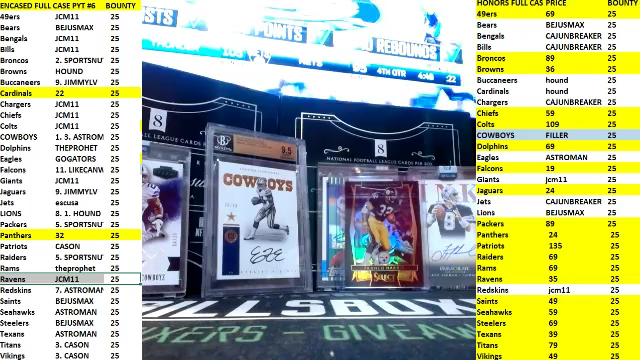 ENCASED FULL CASE PYT #6 BOUNTY
49ers JCM11 25
Bears BEJUSMAX 25
Bengals JCM11 25
Bills JCM11 25
Broncos 2. SPORTSNU 25
Browns HOUND 25
Buccaneers 9. JIMMYLV 25
Cardinals 22 25
Chargers JCM11 25
Chiefs JCM11 25
Colts JCM11 25
COWBOYS 1. 3. ASTROM 25
Dolphins THEPROHET 25
Eagles GOGATORS 25
Falcons 11. LIKECANW 25
Giants JCM11 25
Jaguars 9. JIMMYLV 25
Jets escusa 25
LIONS 8. 1. HOUND 25
Packers 5. SPORTSNU 25
Panthers 32 25
Patriots CASON 25
Raiders 5. SPORTSNU 25
Rams theprophet 25
Ravens JCM11 25
Redskins 7. ASTROMAN 25
Saints BEJUSMAX 25
Seahawks ASTROMAN 25
Steelers BEJUSMAX 25
Texans ASTROMAN 25
Titans 3. CASON 25
Vikings 3. CASON 25
POINTS
REBOUNDS
4TH QTR
8
8
NATIONAL FOOTBALL LEAGUE CARDS PER BOX
9.5
COWBOYS
32
8
HONORS FULL CAS PRICE BOUNTY
49ers 69 25
Bears BEJUSMAX 25
Bengals CAJUNBREAKER 25
Bills CAJUNBREAKER 25
Broncos 89 25
Browns 36 25
Buccaneers hound 25
Cardinals hound 25
Chargers CAJUNBREAKER 25
Chiefs 59 25
Colts 109 25
COWBOYS FILLER 25
Dolphins 69 25
Eagles ASTROMAN 25
Falcons 19 25
Giants jcm11 25
Jaguars 24 25
Jets CAJUNBREAKER 25
Lions BEJUSMAX 25
Packers 89 25
Panthers 24 25
Patriots 135 25
Raiders 69 25
Rams 69 25
Ravens 35 25
Redskins jcm11 25
Saints 49 25
Seahawks 59 25
Steelers 69 25
Texans 39 25
Titans 79 25
Vikings 49 25